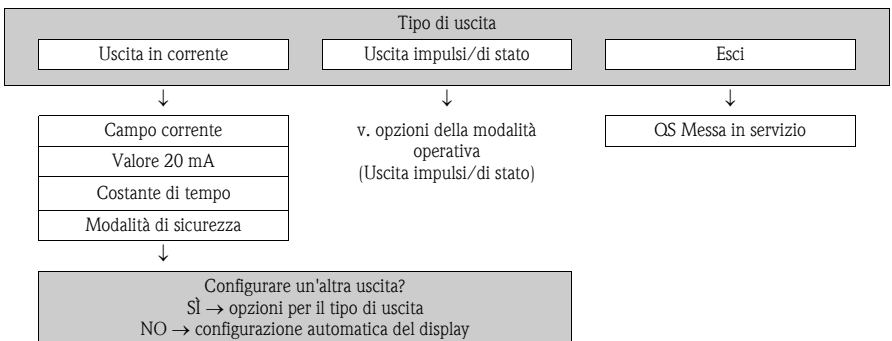 Tipo di uscita
Uscita in corrente
Uscita impulsi/di stato
Esci
↓
↓
↓
Campo corrente
Valore 20 mA
Costante di tempo
Modalità di sicurezza
v. opzioni della modalità
operativa
(Uscita impulsi/di stato)
QS Messa in servizio
↓
Configurare un'altra uscita?
SÌ → opzioni per il tipo di uscita
NO → configurazione automatica del display